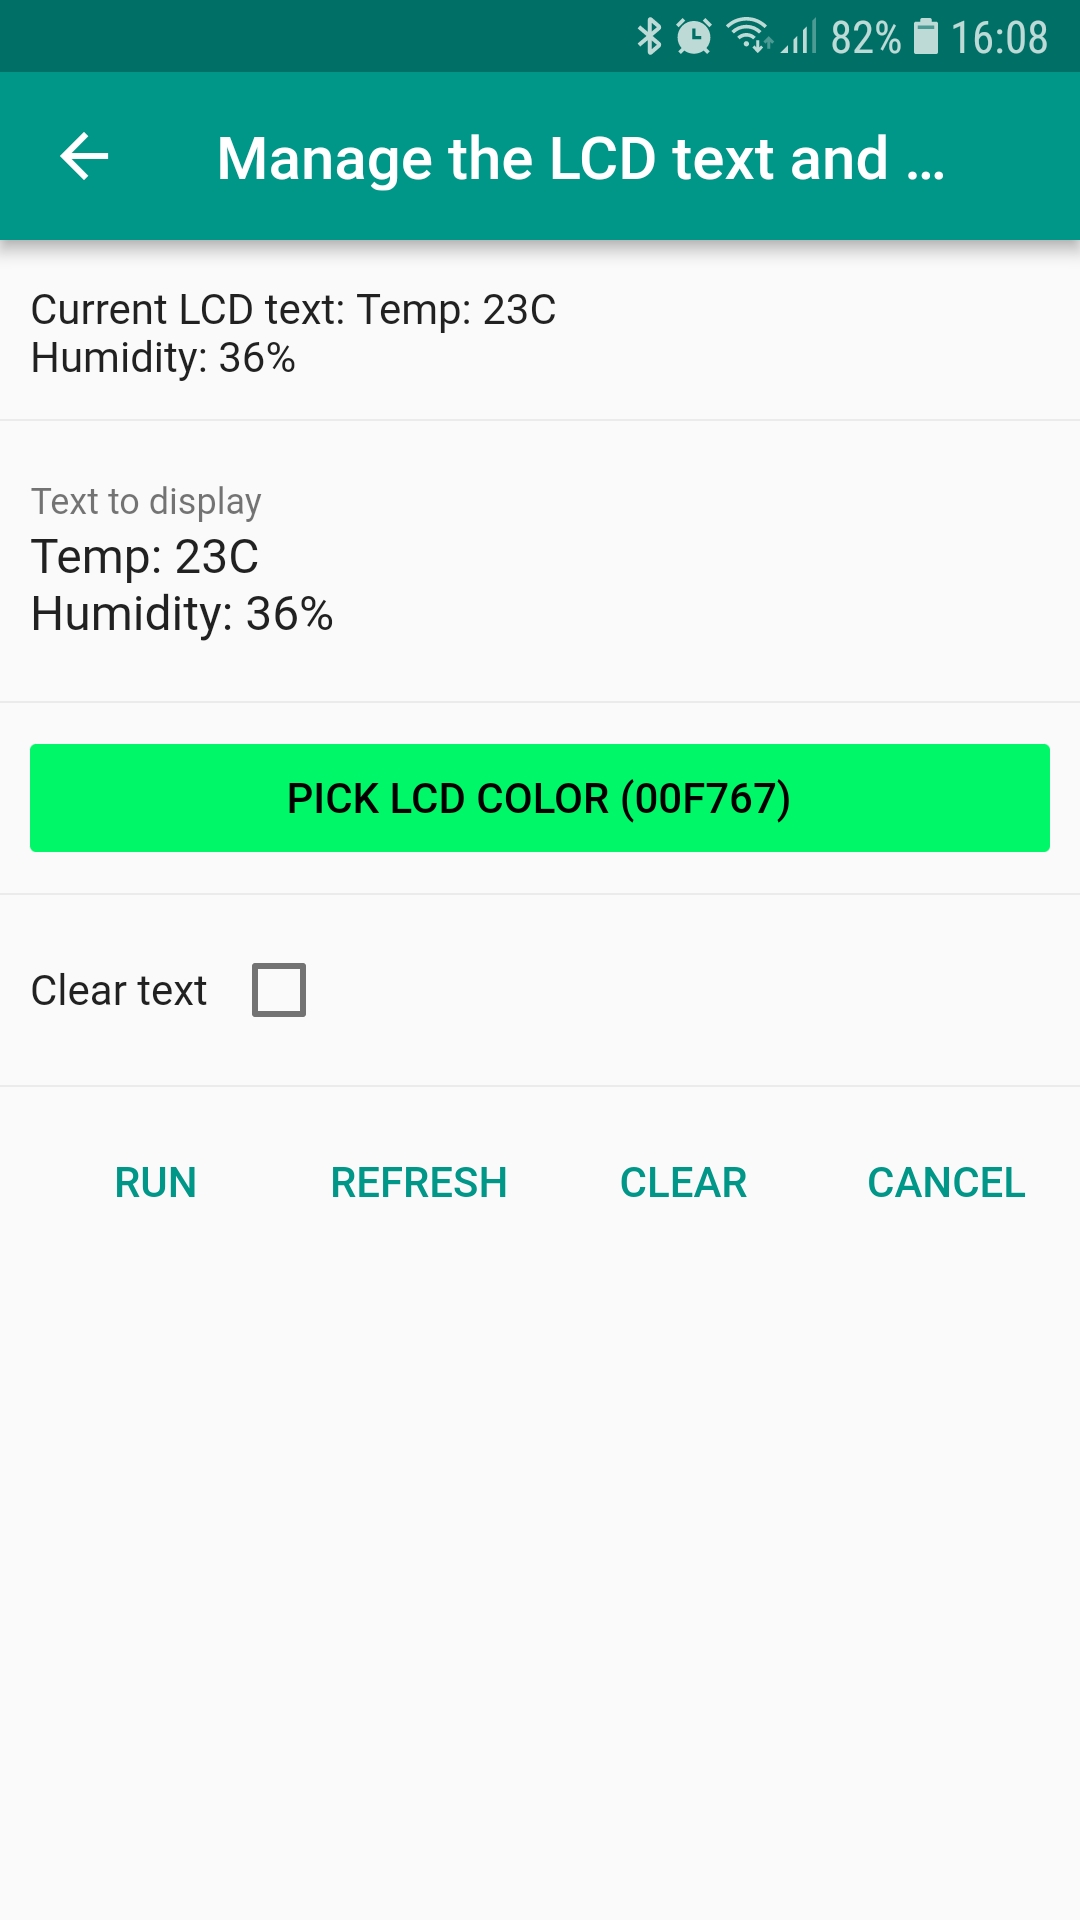 82% 16:08
Manage the LCD text and ...
Current LCD text: Temp: 23C
Humidity: 36%
Text to display
Temp: 23C
Humidity: 36%
PICK LCD COLOR (00F767)
Clear text
RUN REFRESH CLEAR CANCEL